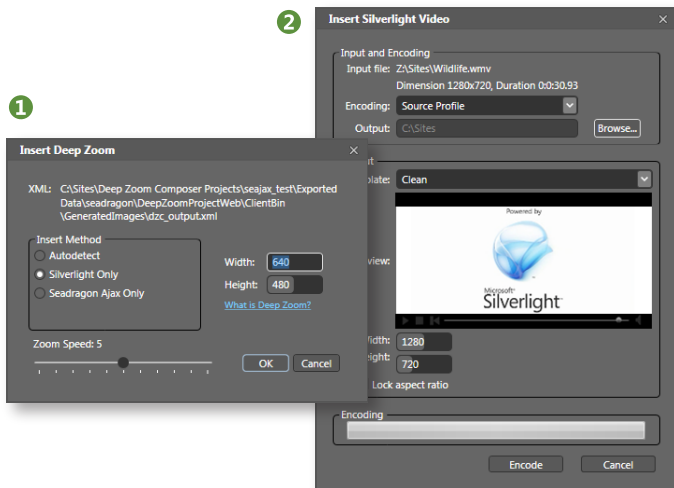 1
Insert Deep Zoom
XML: C:\Sites\Deep Zoom Composer Projects\seajax_test\Exported
Data\seadragon\DeepZoomProjectWeb\ClientBin
\GeneratedImages\dzc_output.xml
Insert Method
Autodetect
Silverlight Only
Seadragon Ajax Only
Width: 640
Height: 480
What is Deep Zoom?
Zoom Speed: 5
OK Cancel
2
Insert Silverlight Video
Input and Encoding
Input file: Z:\Sites\Wildlife.wmv
Dimension 1280x720, Duration 0:0:30.93
Encoding: Source Profile
Output: C:\Sites Browse...
Clean
Powered by
Microsoft
Silverlight
1280
720
Lock aspect ratio
Encoding
Encode Cancel